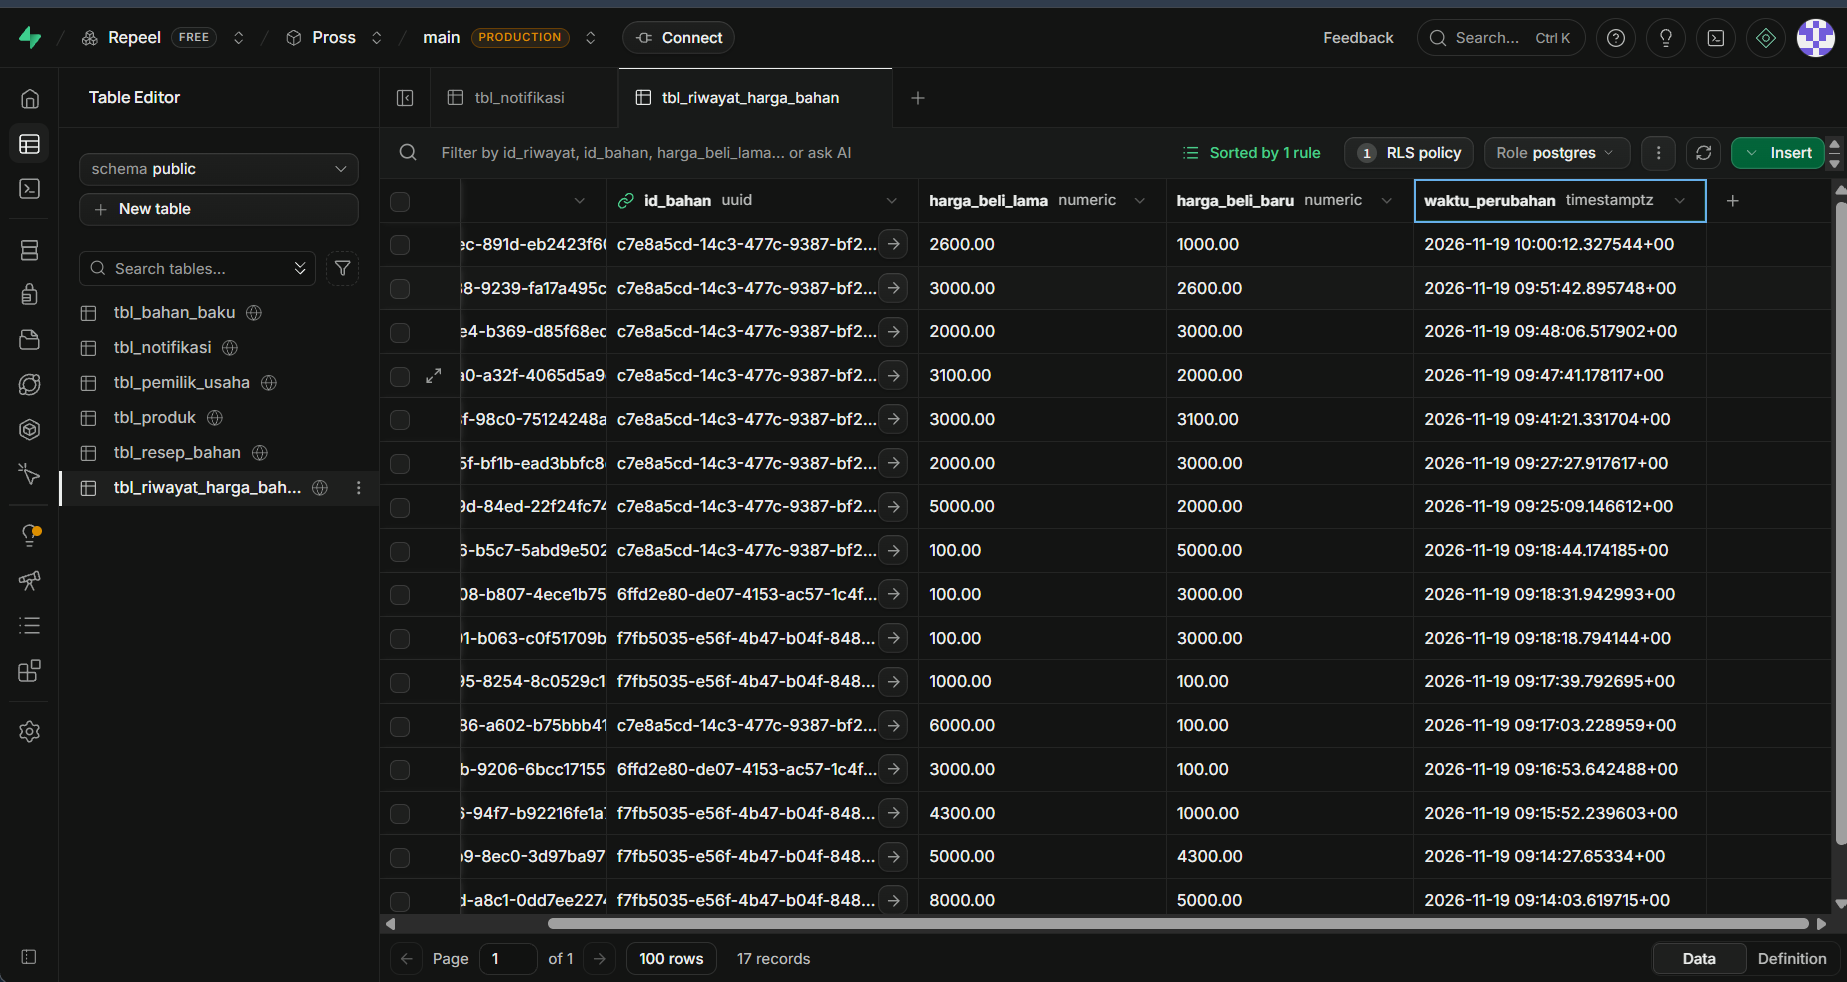 Repeel FREE Pross main PRODUCTION Connect Feedback Search... Ctrl K
Table Editor
tbl_notifikasi tbl_riwayat_harga_bahan
schema public
New table
Search tables...
tbl_bahan_baku
tbl_notifikasi
tbl_pemilik_usaha
tbl_produk
tbl_resep_bahan
tbl_riwayat_harga_bah...
Filter by id_riwayat, id_bahan, harga_beli_lama... or ask AI Sorted by 1 rule 1 RLS policy Role postgres Insert
id_bahan uuid harga_beli_lama numeric harga_beli_baru numeric waktu_perubahan timestamptz
ec-891d-eb2423f6 c7e8a5cd-14c3-477c-9387-bf2... 2600.00 1000.00 2026-11-19 10:00:12.327544+00
8-9239-fa17a495c c7e8a5cd-14c3-477c-9387-bf2... 3000.00 2600.00 2026-11-19 09:51:42.895748+00
e4-b369-d85f68ec c7e8a5cd-14c3-477c-9387-bf2... 2000.00 3000.00 2026-11-19 09:48:06.517902+00
a0-a32f-4065d5a9 c7e8a5cd-14c3-477c-9387-bf2... 3100.00 2000.00 2026-11-19 09:47:41.178117+00
f-98c0-75124248a c7e8a5cd-14c3-477c-9387-bf2... 3000.00 3100.00 2026-11-19 09:41:21.331704+00
5f-bf1b-ead3bbfc8 c7e8a5cd-14c3-477c-9387-bf2... 2000.00 3000.00 2026-11-19 09:27:27.917617+00
9d-84ed-22f24fc74 c7e8a5cd-14c3-477c-9387-bf2... 5000.00 2000.00 2026-11-19 09:25:09.146612+00
6-b5c7-5abd9e502 c7e8a5cd-14c3-477c-9387-bf2... 100.00 5000.00 2026-11-19 09:18:44.174185+00
08-b807-4ece1b75 6ffd2e80-de07-4153-ac57-1c4f... 100.00 3000.00 2026-11-19 09:18:31.942993+00
1-b063-c0f51709b f7fb5035-e56f-4b47-b04f-848... 100.00 3000.00 2026-11-19 09:18:18.794144+00
95-8254-8c0529c1 f7fb5035-e56f-4b47-b04f-848... 1000.00 100.00 2026-11-19 09:17:39.792695+00
86-a602-b75bbb41 c7e8a5cd-14c3-477c-9387-bf2... 6000.00 100.00 2026-11-19 09:17:03.228959+00
b-9206-6bcc17155 6ffd2e80-de07-4153-ac57-1c4f... 3000.00 100.00 2026-11-19 09:16:53.642488+00
6-94f7-b92216fe1a f7fb5035-e56f-4b47-b04f-848... 4300.00 1000.00 2026-11-19 09:15:52.239603+00
9-8ec0-3d97ba97 f7fb5035-e56f-4b47-b04f-848... 5000.00 4300.00 2026-11-19 09:14:27.65334+00
d-a8c1-0dd7ee2274 f7fb5035-e56f-4b47-b04f-848... 8000.00 5000.00 2026-11-19 09:14:03.619715+00
Page 1 of 1 100 rows 17 records Data Definition